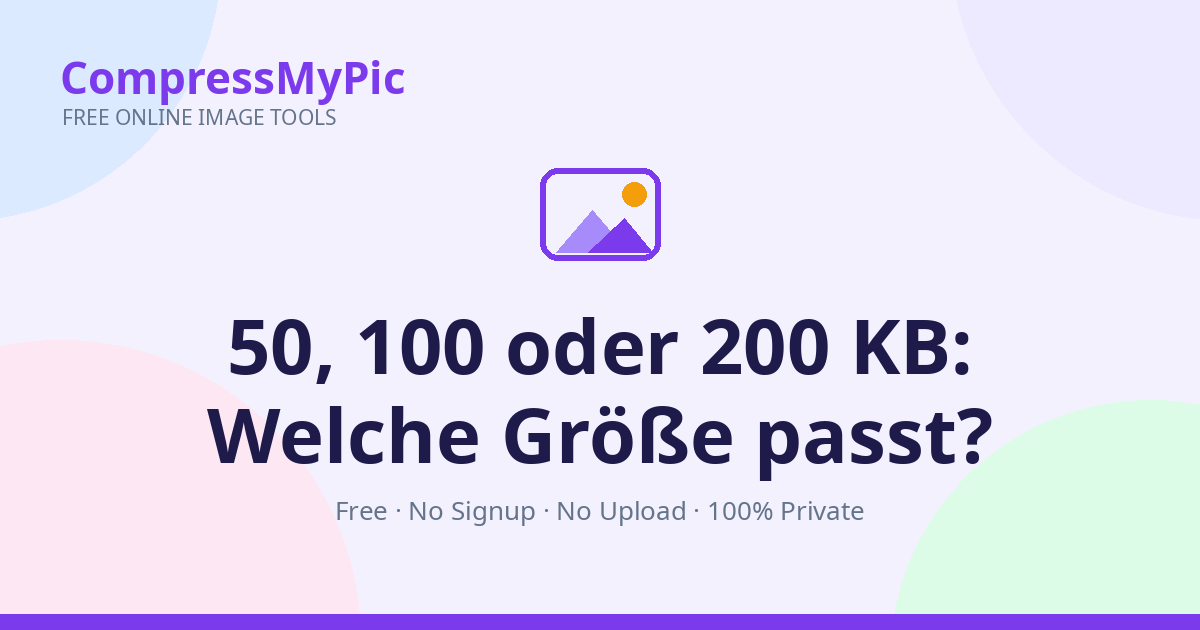 CompressMyPic
FREE ONLINE IMAGE TOOLS
50, 100 oder 200 KB:
Welche Größe passt?
Free · No Signup · No Upload · 100% Private